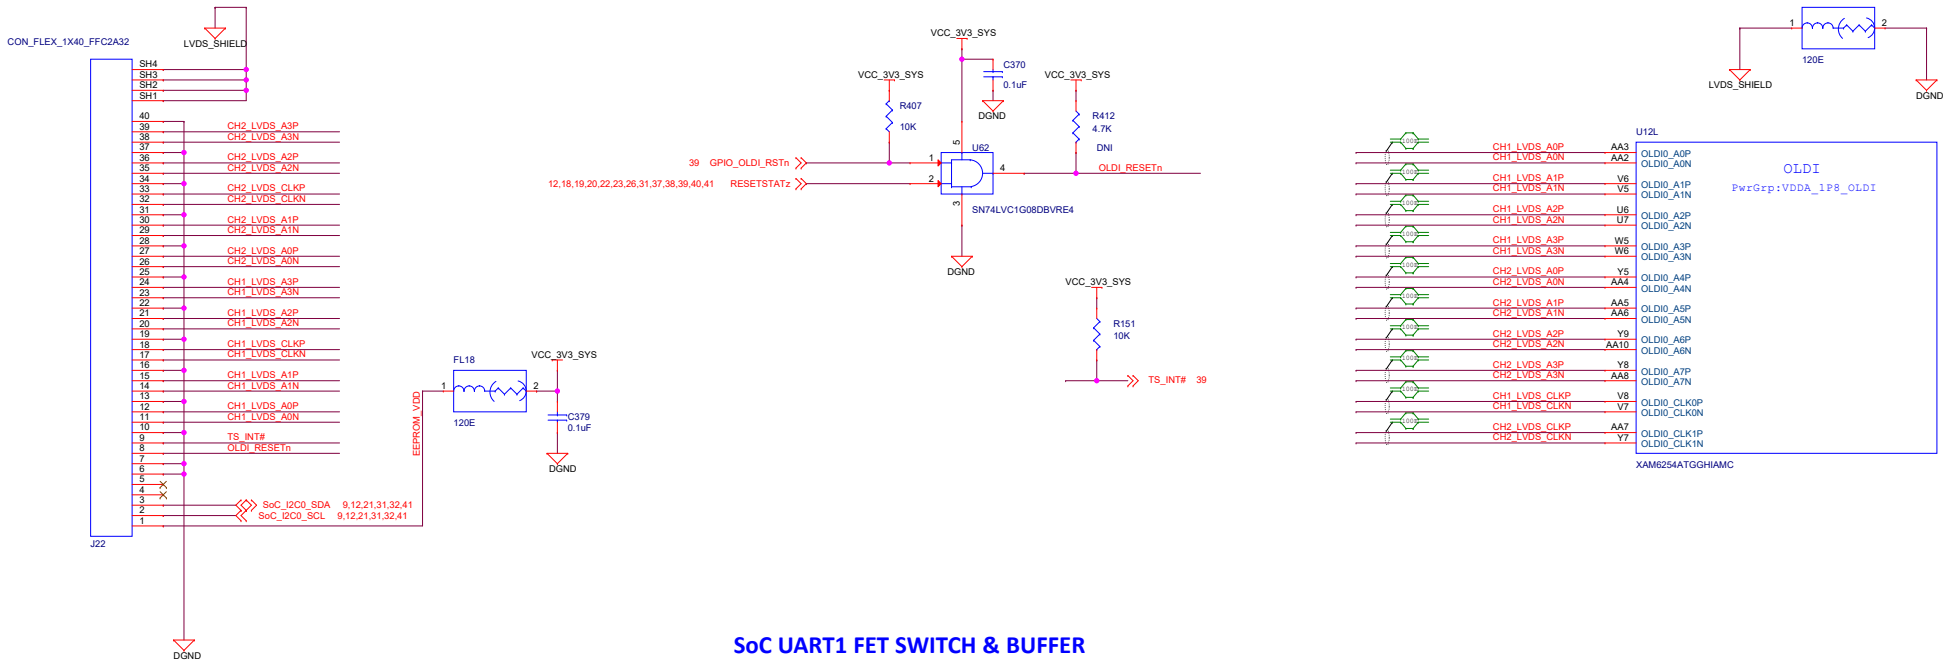 CON_FLEX_1X40_FFC2A32
LVDS_SHIELD
SH4
SH3
SH2
SH1
40
39 CH2_LVDS_A3P
38 CH2_LVDS_A3N
37
36 CH2_LVDS_A2P
35 CH2_LVDS_A2N
34
33 CH2_LVDS_CLKP
32 CH2_LVDS_CLKN
31
30 CH2_LVDS_A1P
29 CH2_LVDS_A1N
28
27 CH2_LVDS_A0P
26 CH2_LVDS_A0N
25
24 CH1_LVDS_A3P
23 CH1_LVDS_A3N
22
21 CH1_LVDS_A2P
20 CH1_LVDS_A2N
19
18 CH1_LVDS_CLKP
17 CH1_LVDS_CLKN
16
15 CH1_LVDS_A1P
14 CH1_LVDS_A1N
13
12 CH1_LVDS_A0P
11 CH1_LVDS_A0N
10
9 TS_INT#
8 OLDI_RESETn
7
6
5
4
3 SoC_I2C0_SDA 9,12,21,31,32,41
2 SoC_I2C0_SCL 9,12,21,31,32,41
1
J22
DGND
EEPROM_VDD
FL18
1 2
120E
VCC_3V3_SYS
C379
0.1uF
DGND
VCC_3V3_SYS
C370
0.1uF
DGND
VCC_3V3_SYS
R407
10K
VCC_3V3_SYS
R412
4.7K
DNI
39 GPIO_OLDI_RSTn
12,18,19,20,22,23,26,31,37,38,39,40,41 RESETSTATz
1
2
5
3
4
U62
OLDI_RESETn
SN74LVC1G08DBVRE4
DGND
VCC_3V3_SYS
R151
10K
TS_INT# 39
1 2
120E
LVDS_SHIELD
DGND
U12L
OLDI
PwrGrp:VDDA_1P8_OLDI
CH1_LVDS_A0P AA3 OLDI0_A0P
CH1_LVDS_A0N AA2 OLDI0_A0N
CH1_LVDS_A1P V6 OLDI0_A1P
CH1_LVDS_A1N V5 OLDI0_A1N
CH1_LVDS_A2P U6 OLDI0_A2P
CH1_LVDS_A2N U7 OLDI0_A2N
CH1_LVDS_A3P W5 OLDI0_A3P
CH1_LVDS_A3N W6 OLDI0_A3N
CH2_LVDS_A0P Y5 OLDI0_A4P
CH2_LVDS_A0N AA4 OLDI0_A4N
CH2_LVDS_A1P AA5 OLDI0_A5P
CH2_LVDS_A1N AA6 OLDI0_A5N
CH2_LVDS_A2P Y9 OLDI0_A6P
CH2_LVDS_A2N AA10 OLDI0_A6N
CH2_LVDS_A3P Y8 OLDI0_A7P
CH2_LVDS_A3N AA8 OLDI0_A7N
CH1_LVDS_CLKP V8 OLDI0_CLK0P
CH1_LVDS_CLKN V7 OLDI0_CLK0N
CH2_LVDS_CLKP AA7 OLDI0_CLK1P
CH2_LVDS_CLKN Y7 OLDI0_CLK1N
XAM6254ATGGHIAMC
SoC UART1 FET SWITCH & BUFFER